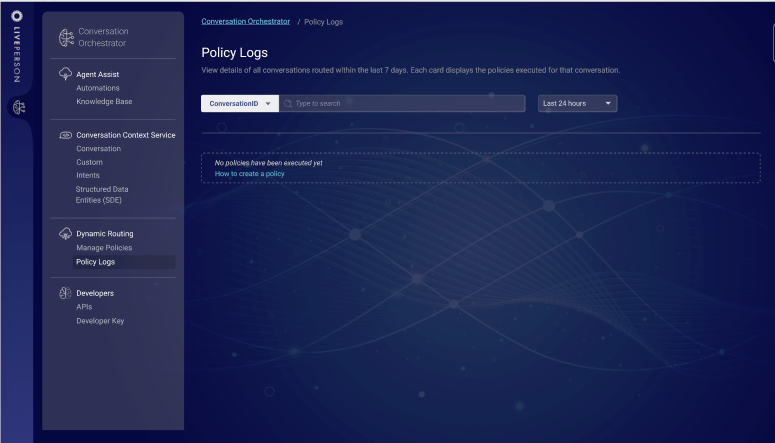 LIVEPERSON
Conversation
Orchestrator
Agent Assist
Automations
Knowledge Base
Conversation Context Service
Conversation
Custom
Intents
Structured Data
Entities (SDE)
Dynamic Routing
Manage Policies
Policy Logs
Developers
APIs
Developer Key
Conversation Orchestrator / Policy Logs
Policy Logs
View details of all conversations routed within the last 7 days. Each card displays the policies executed for that conversation.
ConversationID Type to search Last 24 hours
No policies have been executed yet
How to create a policy